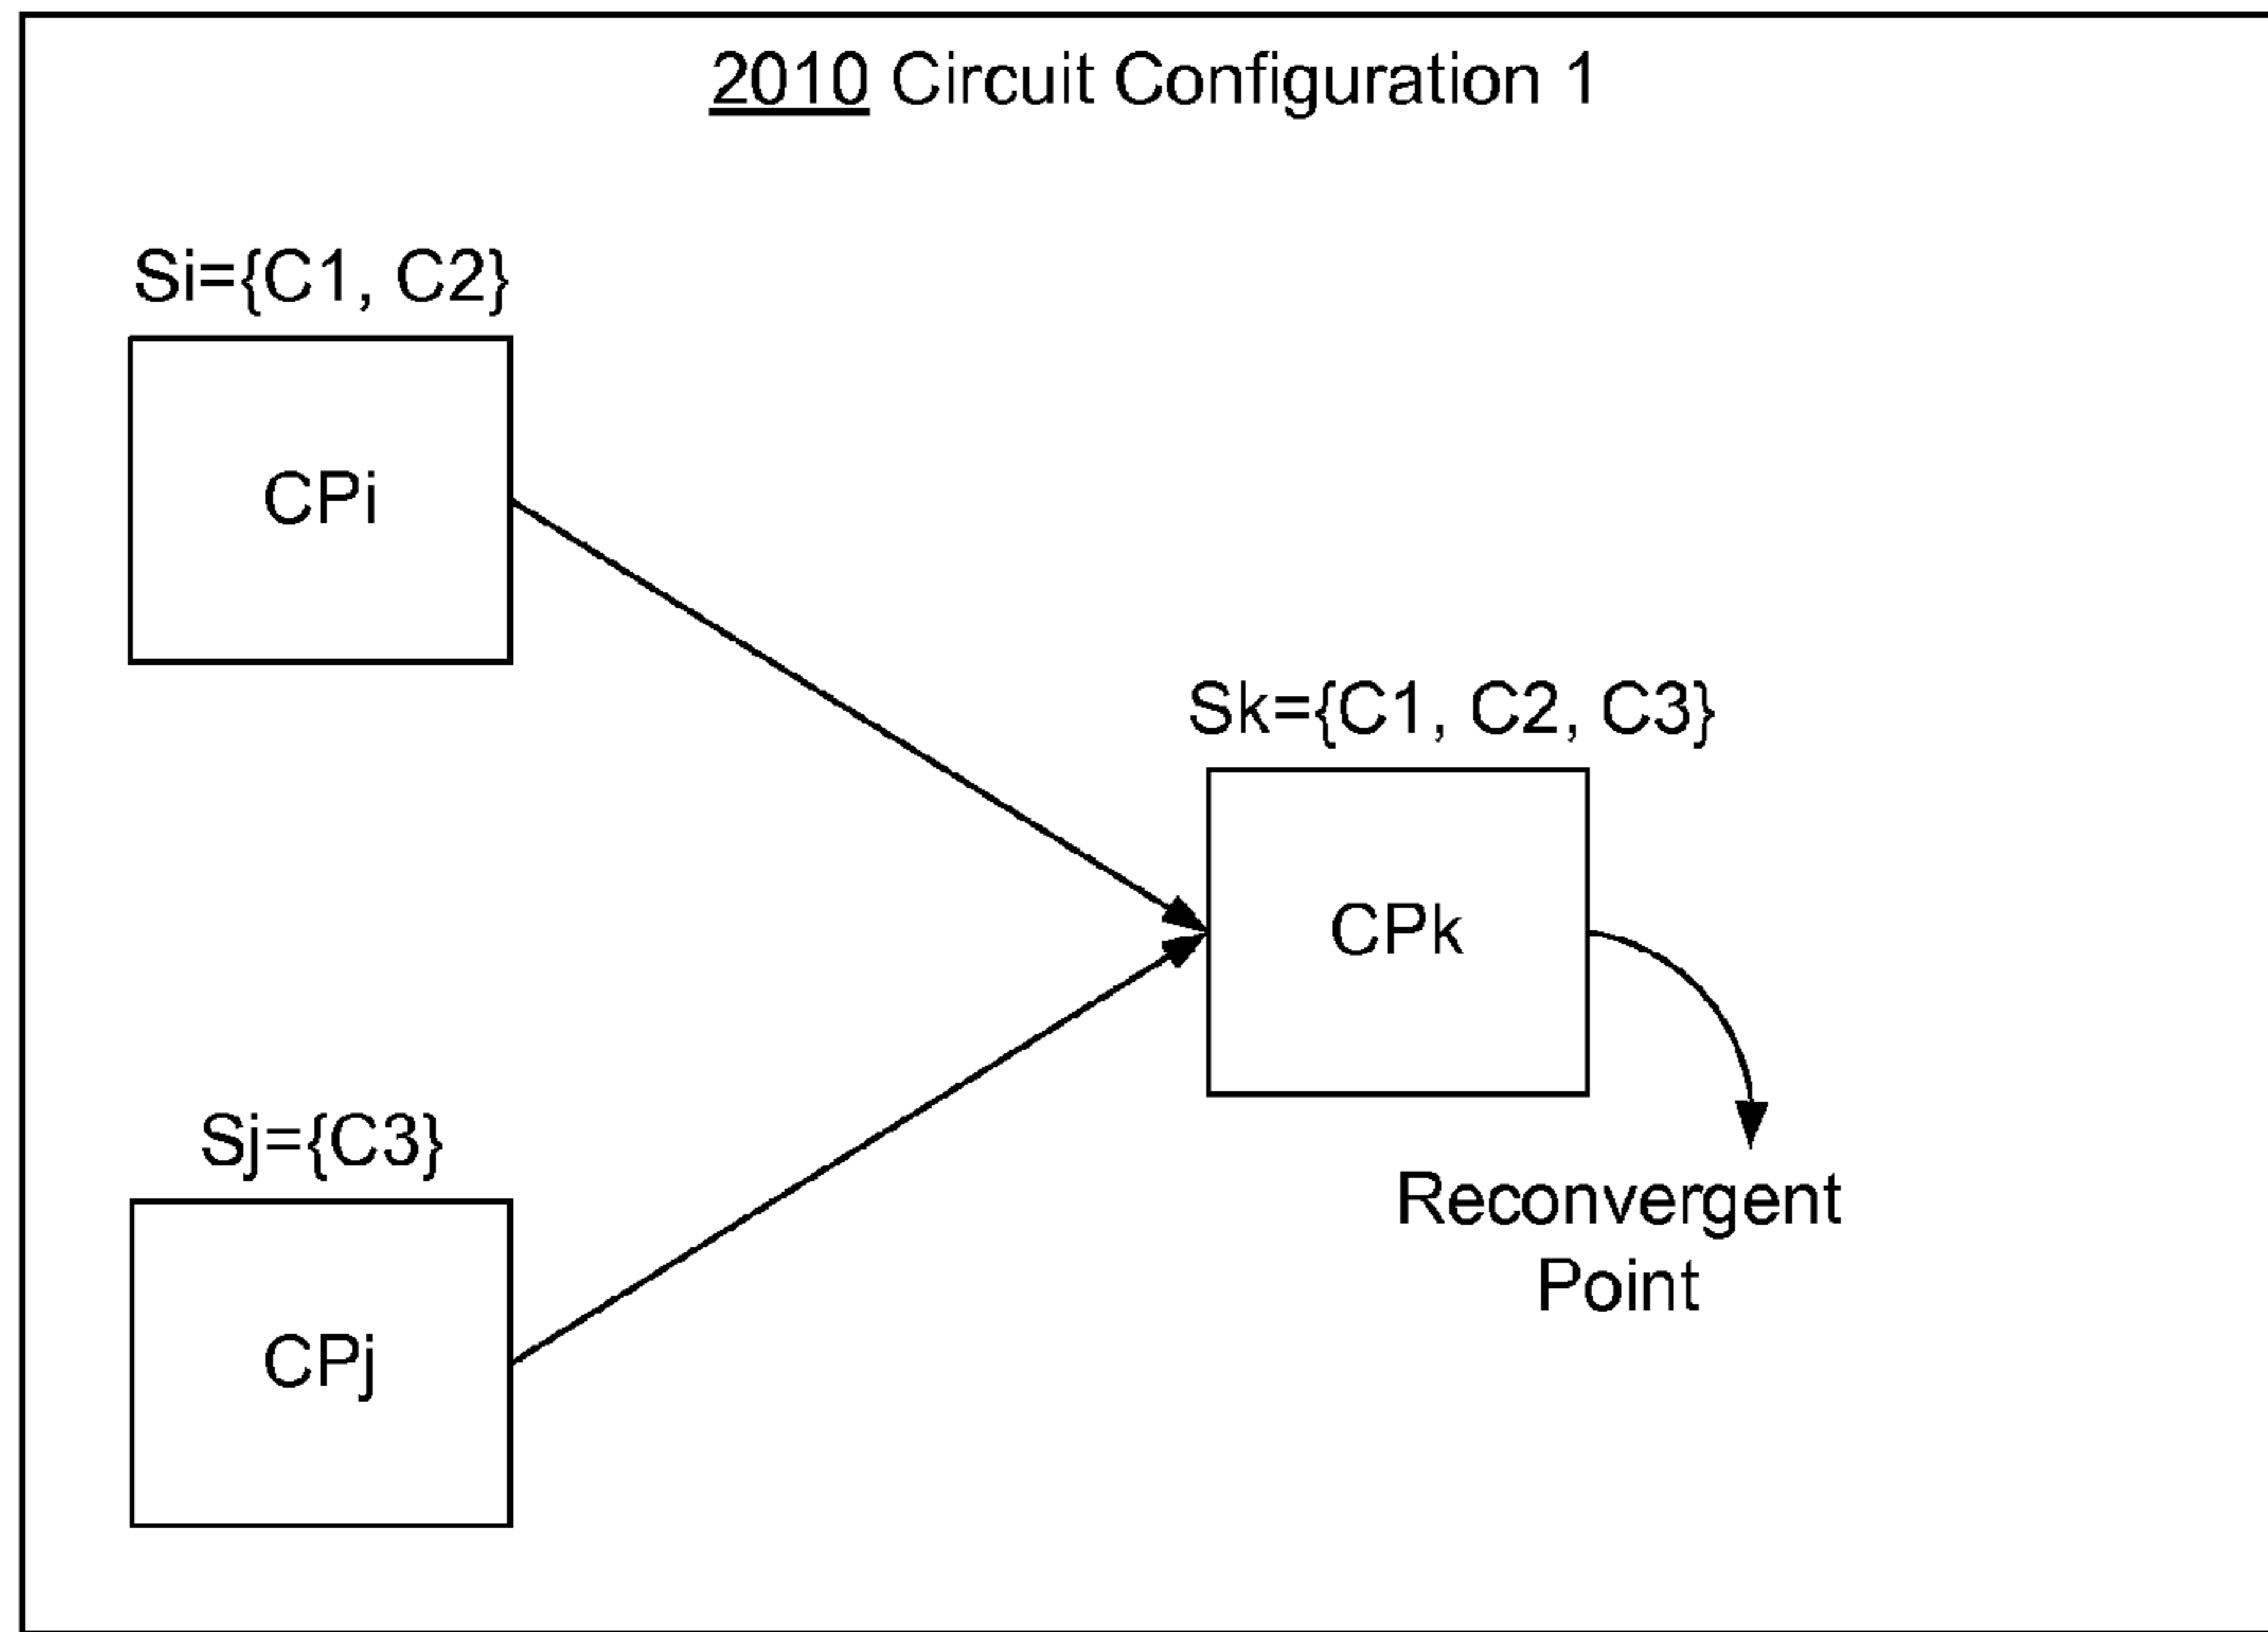 2010 Circuit Configuration 1
Si={C1, C2}
CPi
Sk={C1, C2, C3}
CPk
Sj={C3}
CPj
Reconvergent
Point